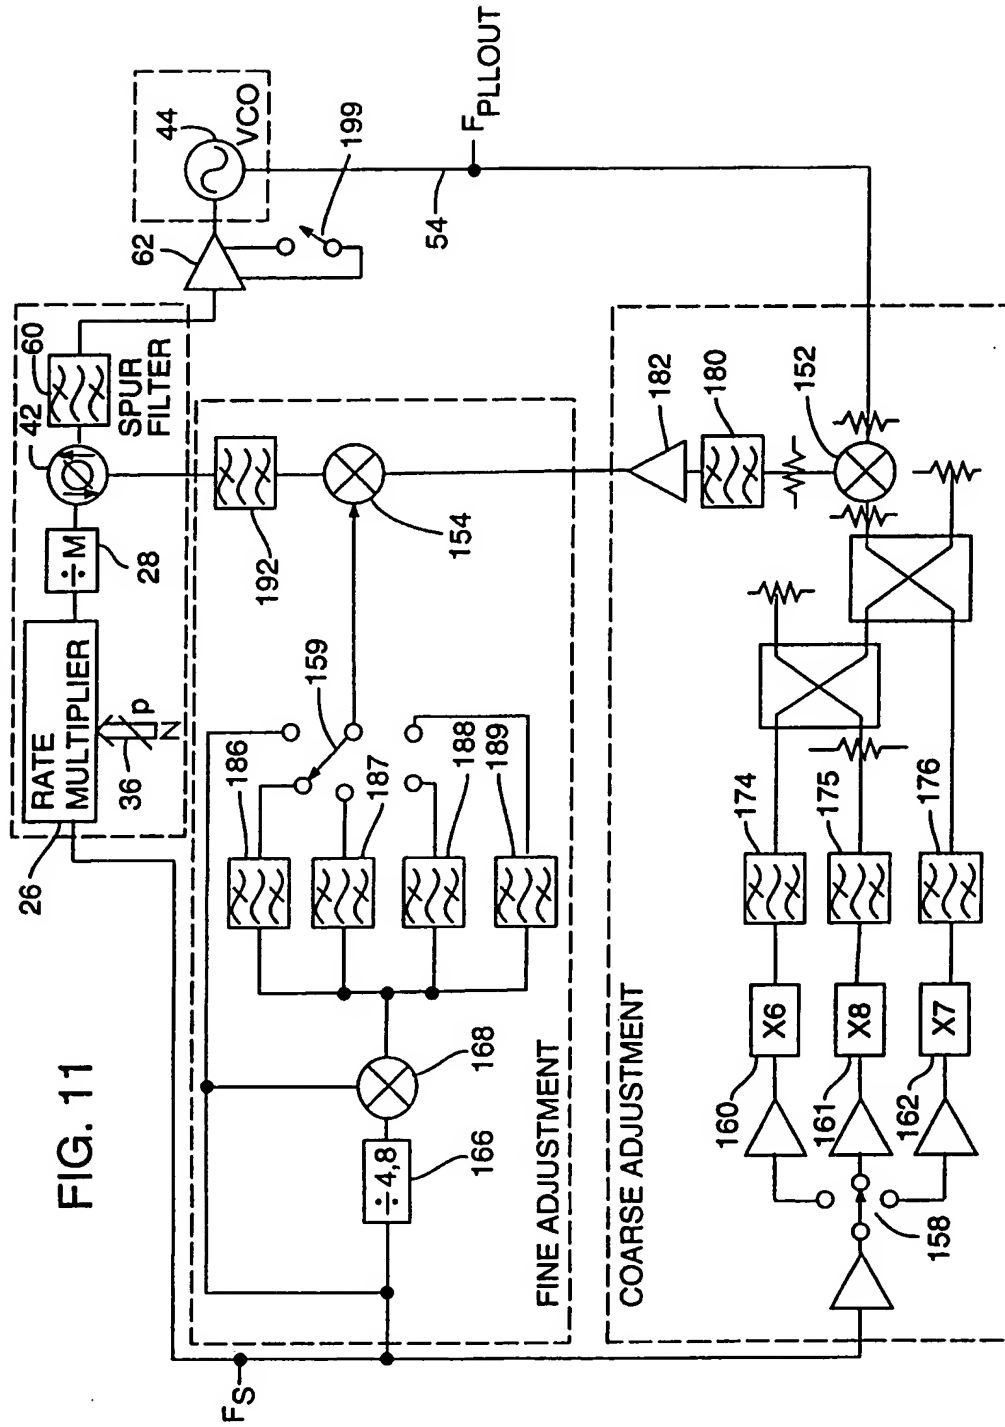 FIG. 11
F_S
26
RATE
MULTIPLIER
36
p
N
÷M
28
42
60
SPUR
FILTER
62
44
VCO
199
54
F_PLLOUT
FINE ADJUSTMENT
÷4,8
166
168
186
187
188
189
159
154
192
COARSE ADJUSTMENT
158
160
161
162
X6
X8
X7
174
175
176
152
180
182